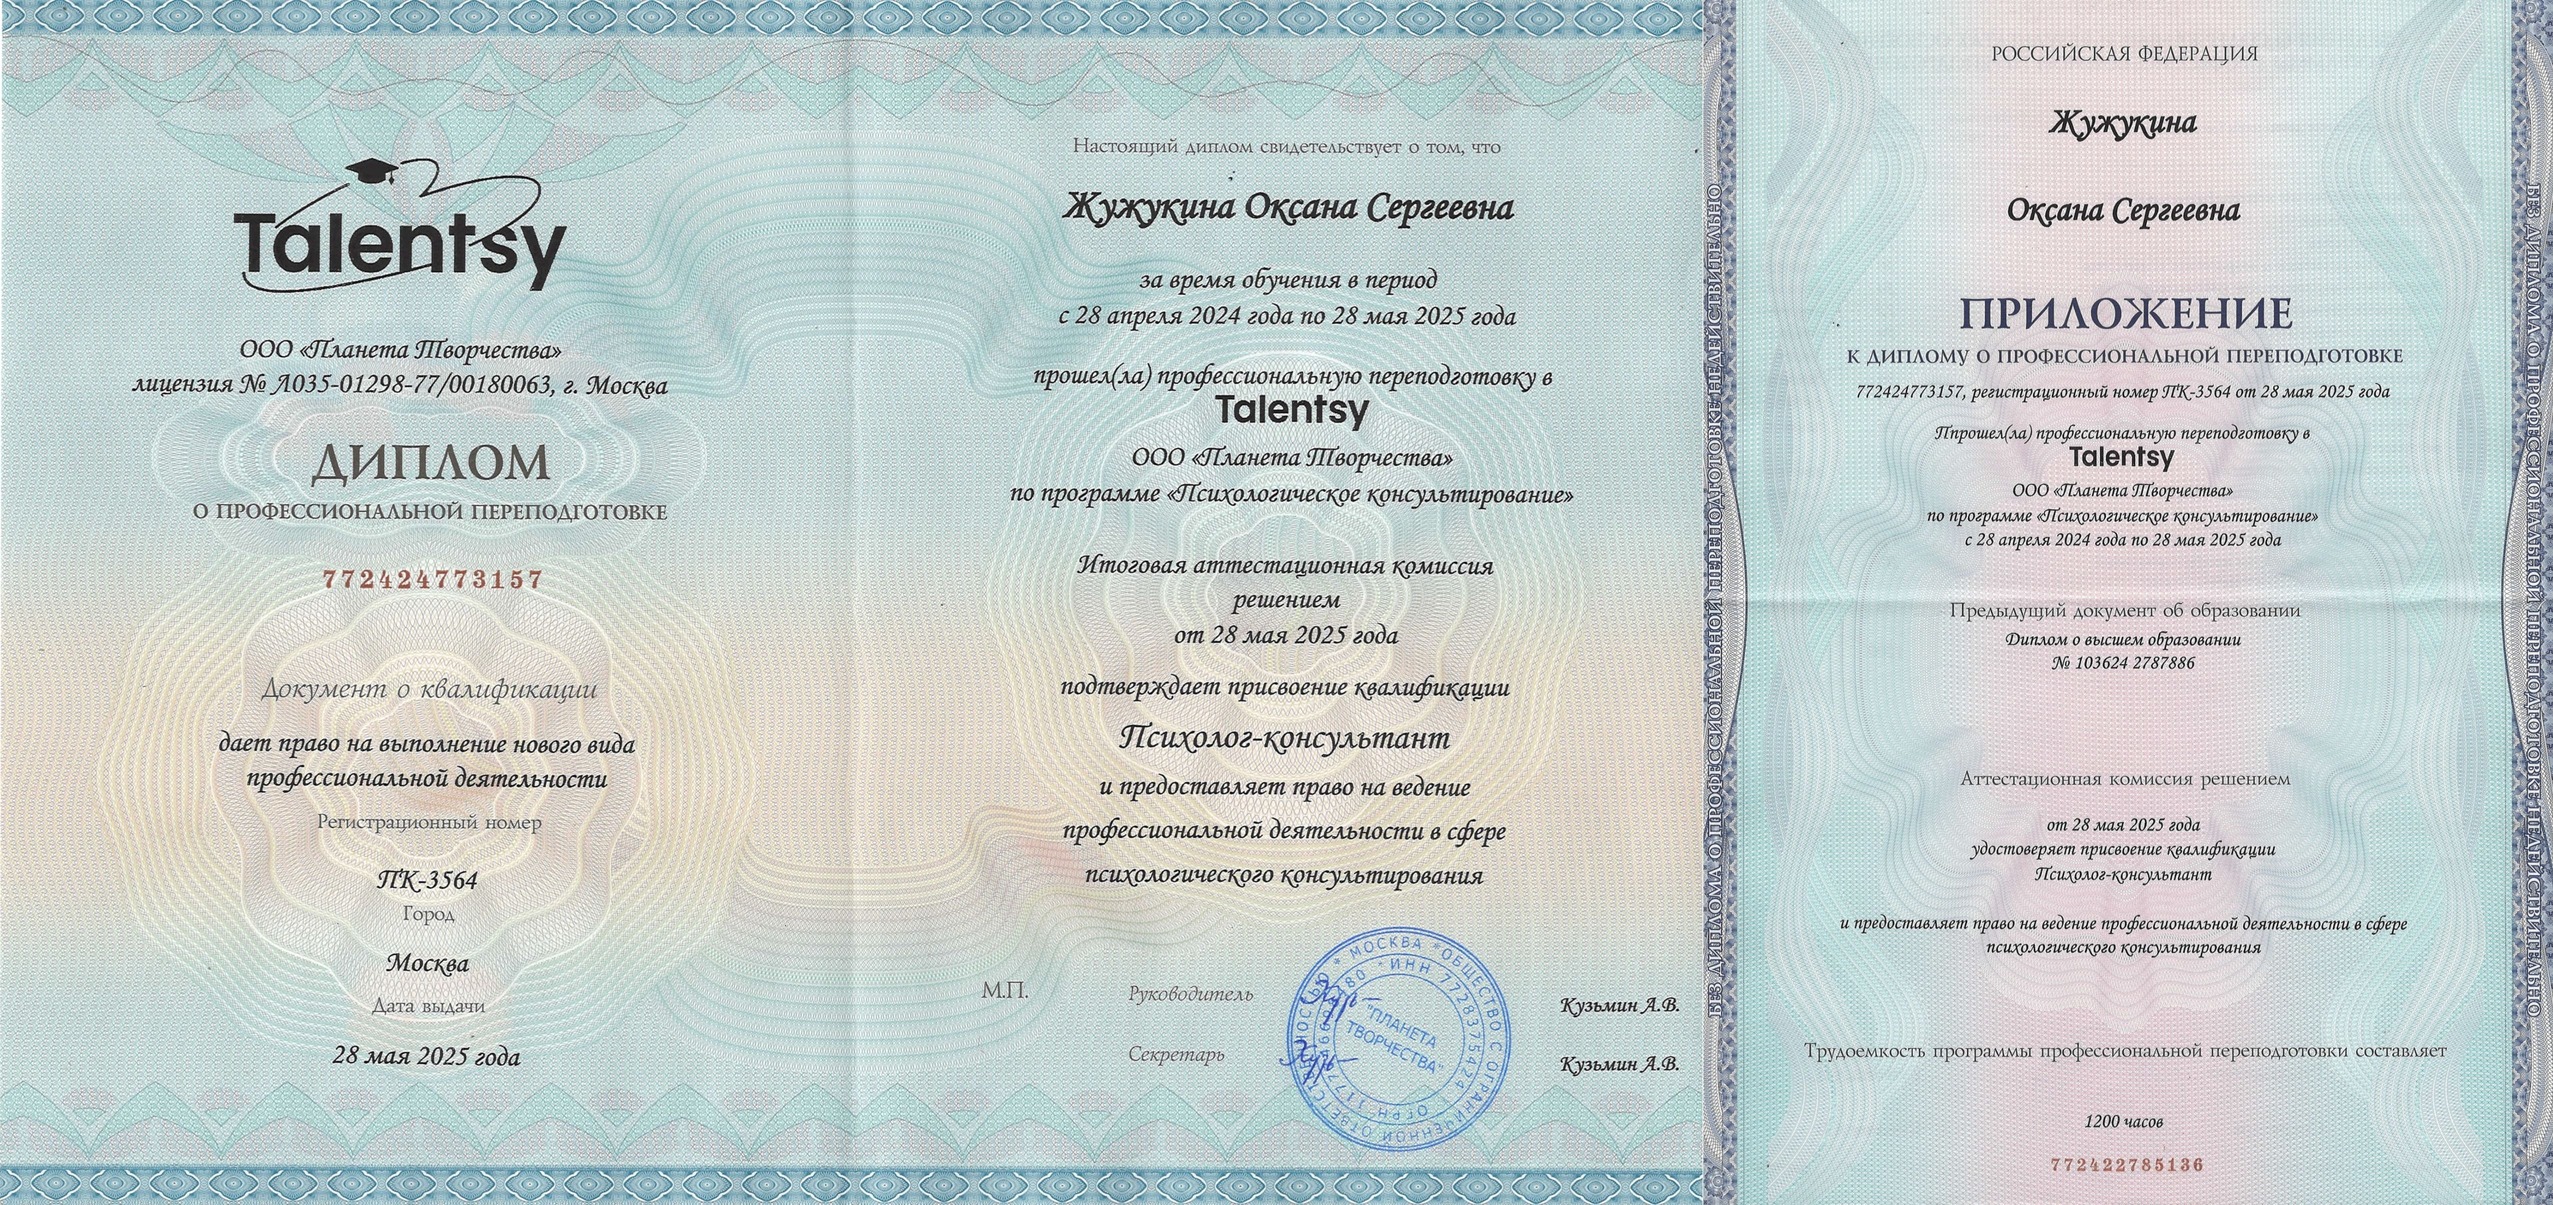 Talentsy
ООО «Планета Творчества»
лицензия № Л035-01298-77/00180063, г. Москва
ДИПЛОМ
О ПРОФЕССИОНАЛЬНОЙ ПЕРЕПОДГОТОВКЕ
772424773157
Документ о квалификации
дает право на выполнение нового вида
профессиональной деятельности
Регистрационный номер
ПК-3564
Город
Москва
Дата выдачи
28 мая 2025 года
Настоящий диплом свидетельствует о том, что
Жужукина Оксана Сергеевна
за время обучения в период
с 28 апреля 2024 года по 28 мая 2025 года
прошел(ла) профессиональную переподготовку в
Talentsy
ООО «Планета Творчества»
по программе «Психологическое консультирование»
Итоговая аттестационная комиссия
решением
от 28 мая 2025 года
подтверждает присвоение квалификации
Психолог-консультант
и предоставляет право на ведение
профессиональной деятельности в сфере
психологического консультирования
М.П.
Руководитель
Кузьмин А.В.
Секретарь
Кузьмин А.В.
* МОСКВА * ОБЩЕСТВО С ОГРАНИЧЕННОЙ ОТВЕТСТВЕННОСТЬЮ
* ИНН 7728375424 * ОГРН
"ПЛАНЕТА
ТВОРЧЕСТВА"
БЕЗ ДИПЛОМА О ПРОФЕССИОНАЛЬНОЙ ПЕРЕПОДГОТОВКЕ НЕДЕЙСТВИТЕЛЬНО
РОССИЙСКАЯ ФЕДЕРАЦИЯ
Жужукина
Оксана Сергеевна
ПРИЛОЖЕНИЕ
К ДИПЛОМУ О ПРОФЕССИОНАЛЬНОЙ ПЕРЕПОДГОТОВКЕ
772424773157, регистрационный номер ПК-3564 от 28 мая 2025 года
Ппрошел(ла) профессиональную переподготовку в
Talentsy
ООО «Планета Творчества»
по программе «Психологическое консультирование»
с 28 апреля 2024 года по 28 мая 2025 года
Предыдущий документ об образовании
Диплом о высшем образовании
№ 103624 2787886
Аттестационная комиссия решением
от 28 мая 2025 года
удостоверяет присвоение квалификации
Психолог-консультант
и предоставляет право на ведение профессиональной деятельности в сфере
психологического консультирования
Трудоемкость программы профессиональной переподготовки составляет
1200 часов
772422785136
БЕЗ ДИПЛОМА О ПРОФЕССИОНАЛЬНОЙ ПЕРЕПОДГОТОВКЕ НЕДЕЙСТВИТЕЛЬНО